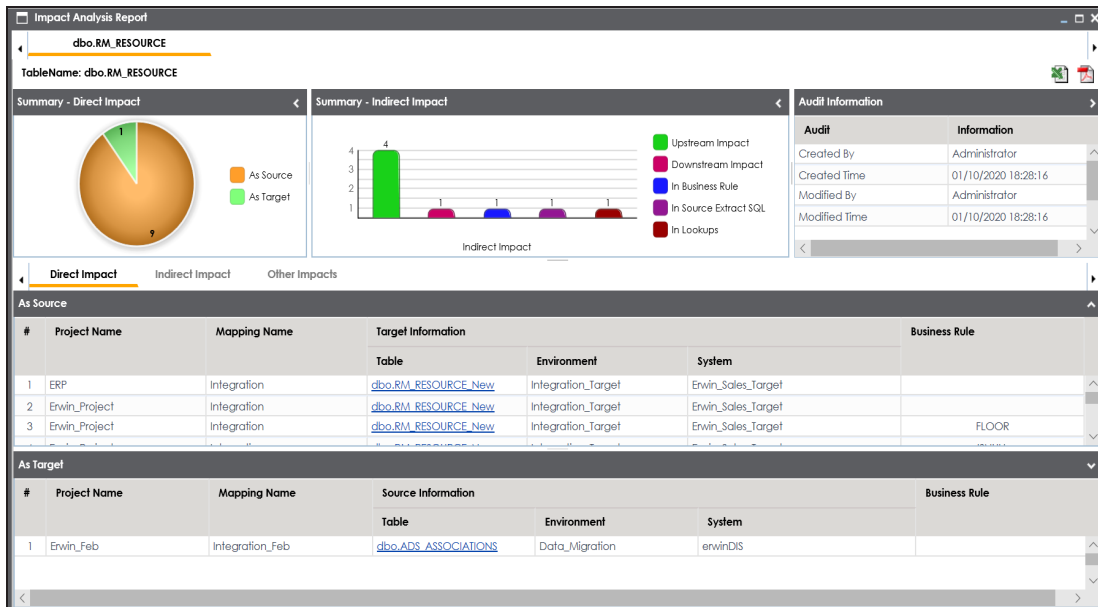 Impact Analysis Report
dbo.RM_RESOURCE
TableName: dbo.RM_RESOURCE
Summary - Direct Impact
1
9
As Source
As Target
Summary - Indirect Impact
4
3
2
1
4 1 1 1 1
Indirect Impact
Upstream Impact
Downstream Impact
In Business Rule
In Source Extract SQL
In Lookups
Audit Information
Audit Information
Created By Administrator
Created Time 01/10/2020 18:28:16
Modified By Administrator
Modified Time 01/10/2020 18:28:16
Direct Impact Indirect Impact Other Impacts
As Source
# Project Name Mapping Name Target Information Business Rule
Table Environment System
1 ERP Integration dbo.RM_RESOURCE_New Integration_Target Erwin_Sales_Target
2 Erwin_Project Integration dbo.RM_RESOURCE_New Integration_Target Erwin_Sales_Target
3 Erwin_Project Integration dbo.RM_RESOURCE_New Integration_Target Erwin_Sales_Target FLOOR
As Target
# Project Name Mapping Name Source Information Business Rule
Table Environment System
1 Erwin_Feb Integration_Feb dbo.ADS_ASSOCIATIONS Data_Migration erwinDIS